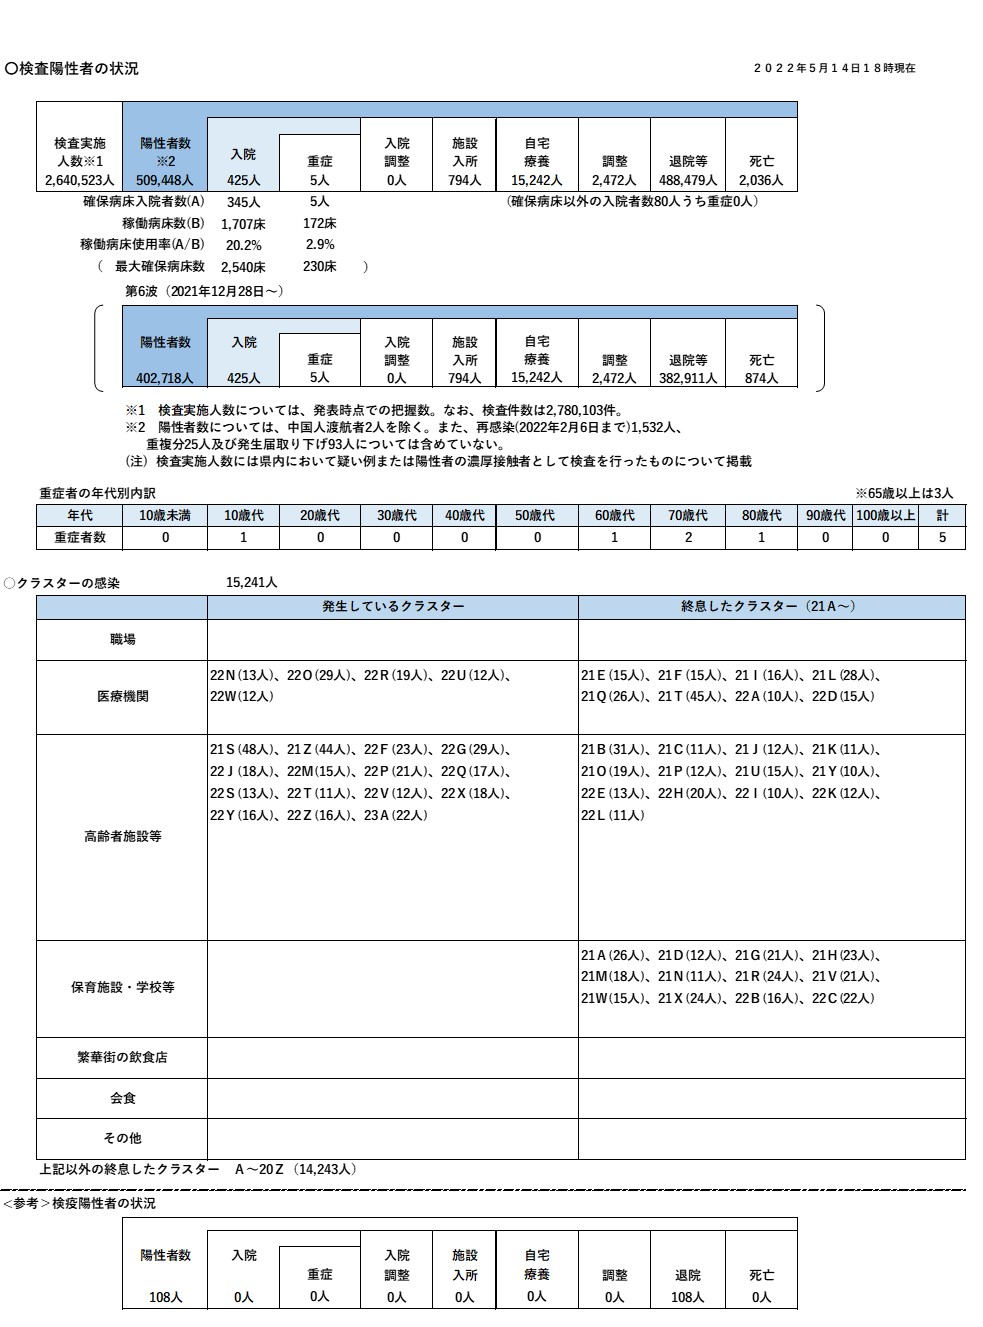 〇検査陽性者の状況
２０２２年５月１４日１８時現在
検査実施 陽性者数 入院 入院 施設 自宅
人数※1 ※2 重症 調整 入所 療養 調整 退院等 死亡
2,640,523人 509,448人 425人 5人 0人 794人 15,242人 2,472人 488,479人 2,036人
確保病床入院者数(A) 345人 5人 （確保病床以外の入院者数80人うち重症0人）
稼働病床数(B) 1,707床 172床
稼働病床使用率(A/B) 20.2% 2.9%
（ 最大確保病床数 2,540床 230床 ）
第6波（2021年12月28日～）
陽性者数 入院 入院 施設 自宅
重症 調整 入所 療養 調整 退院等 死亡
402,718人 425人 5人 0人 794人 15,242人 2,472人 382,911人 874人
※1 検査実施人数については、発表時点での把握数。なお、検査件数は2,780,103件。
※2 陽性者数については、中国人渡航者2人を除く。また、再感染(2022年2月6日まで)1,532人、
重複分25人及び発生届取り下げ93人については含めていない。
（注）検査実施人数には県内において疑い例または陽性者の濃厚接触者として検査を行ったものについて掲載
重症者の年代別内訳 ※65歳以上は3人
年代 10歳未満 10歳代 20歳代 30歳代 40歳代 50歳代 60歳代 70歳代 80歳代 90歳代 100歳以上 計
重症者数 0 1 0 0 0 0 1 2 1 0 0 5
○クラスターの感染 15,241人
発生しているクラスター 終息したクラスター（21Ａ～）
職場
医療機関
22Ｎ(13人)、22Ｏ(29人)、22Ｒ(19人)、22Ｕ(12人)、
22Ｗ(12人)
21Ｅ(15人)、21Ｆ(15人)、21Ｉ(16人)、21Ｌ(28人)、
21Ｑ(26人)、21Ｔ(45人)、22Ａ(10人)、22Ｄ(15人)
高齢者施設等
21Ｓ(48人)、21Ｚ(44人)、22Ｆ(23人)、22Ｇ(29人)、
22Ｊ(18人)、22Ｍ(15人)、22Ｐ(21人)、22Ｑ(17人)、
22Ｓ(13人)、22Ｔ(11人)、22Ｖ(12人)、22Ｘ(18人)、
22Ｙ(16人)、22Ｚ(16人)、23Ａ(22人)
21Ｂ(31人)、21Ｃ(11人)、21Ｊ(12人)、21Ｋ(11人)、
21Ｏ(19人)、21Ｐ(12人)、21Ｕ(15人)、21Ｙ(10人)、
22Ｅ(13人)、22Ｈ(20人)、22Ｉ(10人)、22Ｋ(12人)、
22Ｌ(11人)
保育施設・学校等
21Ａ(26人)、21Ｄ(12人)、21Ｇ(21人)、21Ｈ(23人)、
21Ｍ(18人)、21Ｎ(11人)、21Ｒ(24人)、21Ｖ(21人)、
21Ｗ(15人)、21Ｘ(24人)、22Ｂ(16人)、22Ｃ(22人)
繁華街の飲食店
会食
その他
上記以外の終息したクラスター Ａ～20Ｚ（14,243人）
＜参考＞検疫陽性者の状況
陽性者数 入院 入院 施設 自宅
重症 調整 入所 療養 調整 退院 死亡
108人 0人 0人 0人 0人 0人 0人 108人 0人